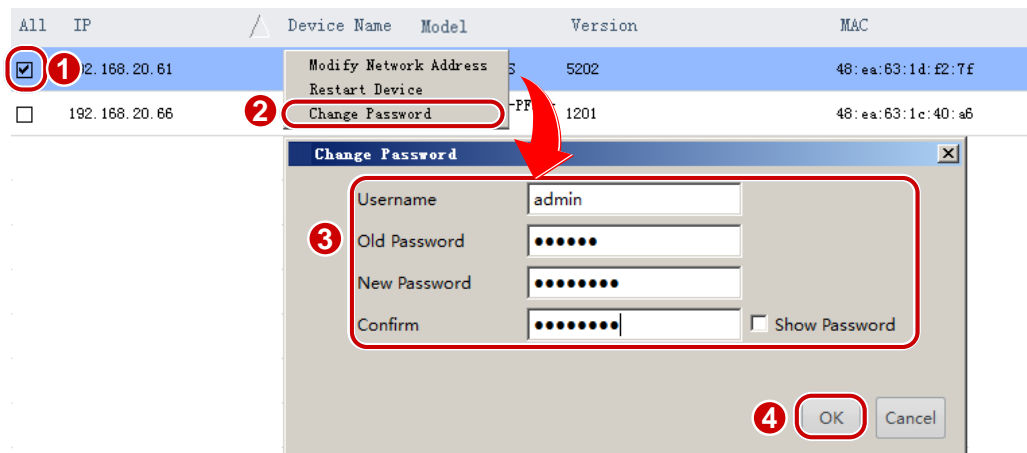 All IP Device Name Model Version MAC
1 2.168.20.61 Modify Network Address S 5202 48:ea:63:1d:f2:7f
Restart Device
192.168.20.66 2 Change Password -PF 1201 48:ea:63:1c:40:a6
Change Password
Username admin
3 Old Password ●●●●●●
New Password ●●●●●●●●
Confirm ●●●●●●●● Show Password
4 OK Cancel